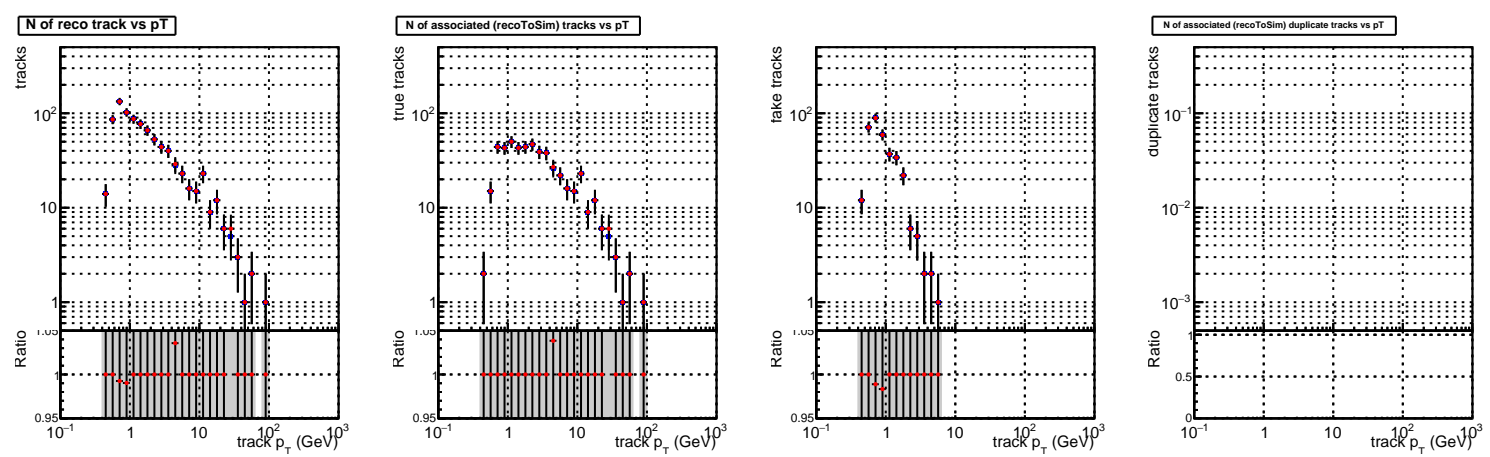 N of reco track vs pT
tracks
10²
10
1
Ratio
1.05
1
0.95
10⁻¹ 1 10 10² 10³
track p_T (GeV)
N of associated (recoToSim) tracks vs pT
true tracks
10²
10
1
Ratio
1.05
1
0.95
10⁻¹ 1 10 10² 10³
track p_T (GeV)
fake tracks
10²
10
1
Ratio
1.05
1
0.95
10⁻¹ 1 10 10² 10³
track p_T (GeV)
N of associated (recoToSim) duplicate tracks vs pT
duplicate tracks
10⁻¹
10⁻²
10⁻³
Ratio
1
0.5
0
10⁻¹ 1 10 10² 10³
track p_T (GeV)